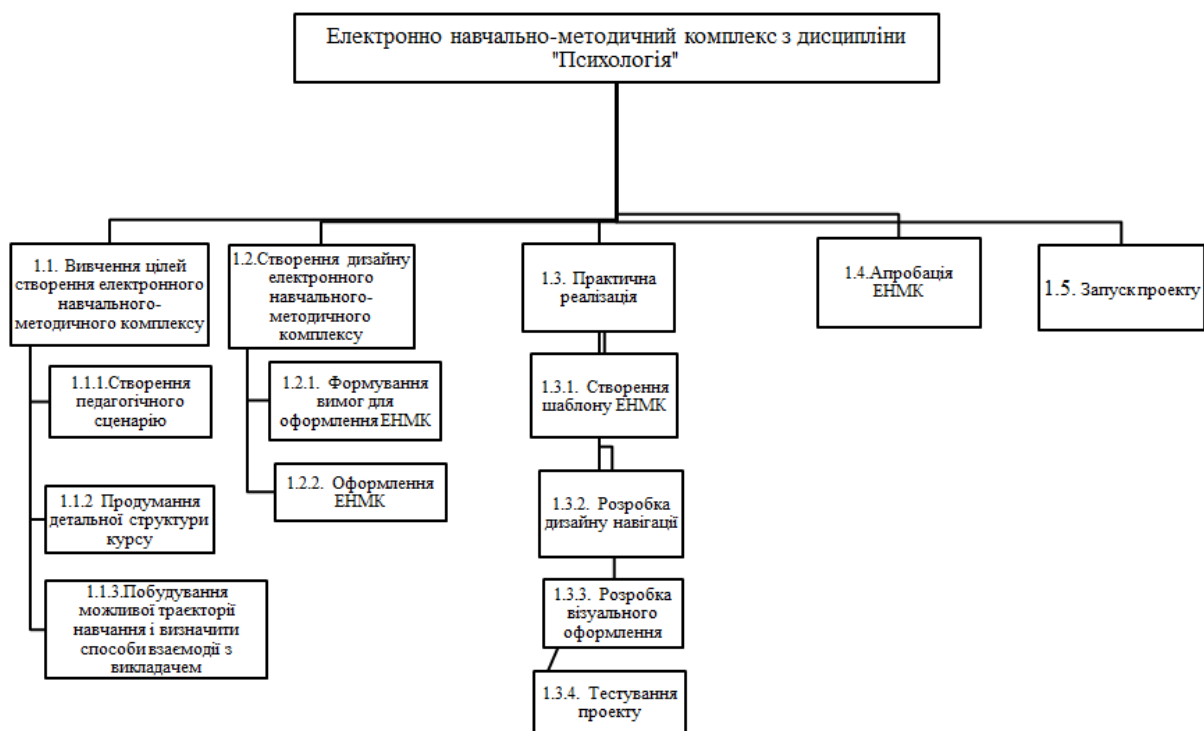 Електронно навчально-методичний комплекс з дисципліни
"Психологія"
1.1. Вивчення цілей
створення електронного
навчального-
методичного комплексу
1.2.Створення дизайну
електронного
навчального-
методичного
комплексу
1.3. Практична
реалізація
1.4.Апробація
ЕНМК
1.5. Запуск проекту
1.1.1.Створення
педагогічного
сценарію
1.1.2 Продумання
детальної структури
курсу
1.1.3.Побудування
можливої траєкторії
навчання і визначити
способи взаємодії з
викладачем
1.2.1. Формування
вимог для
оформлення ЕНМК
1.2.2. Оформлення
ЕНМК
1.3.1. Створення
шаблону ЕНМК
1.3.2. Розробка
дизайну навігації
1.3.3. Розробка
візуального
оформлення
1.3.4. Тестування
проекту